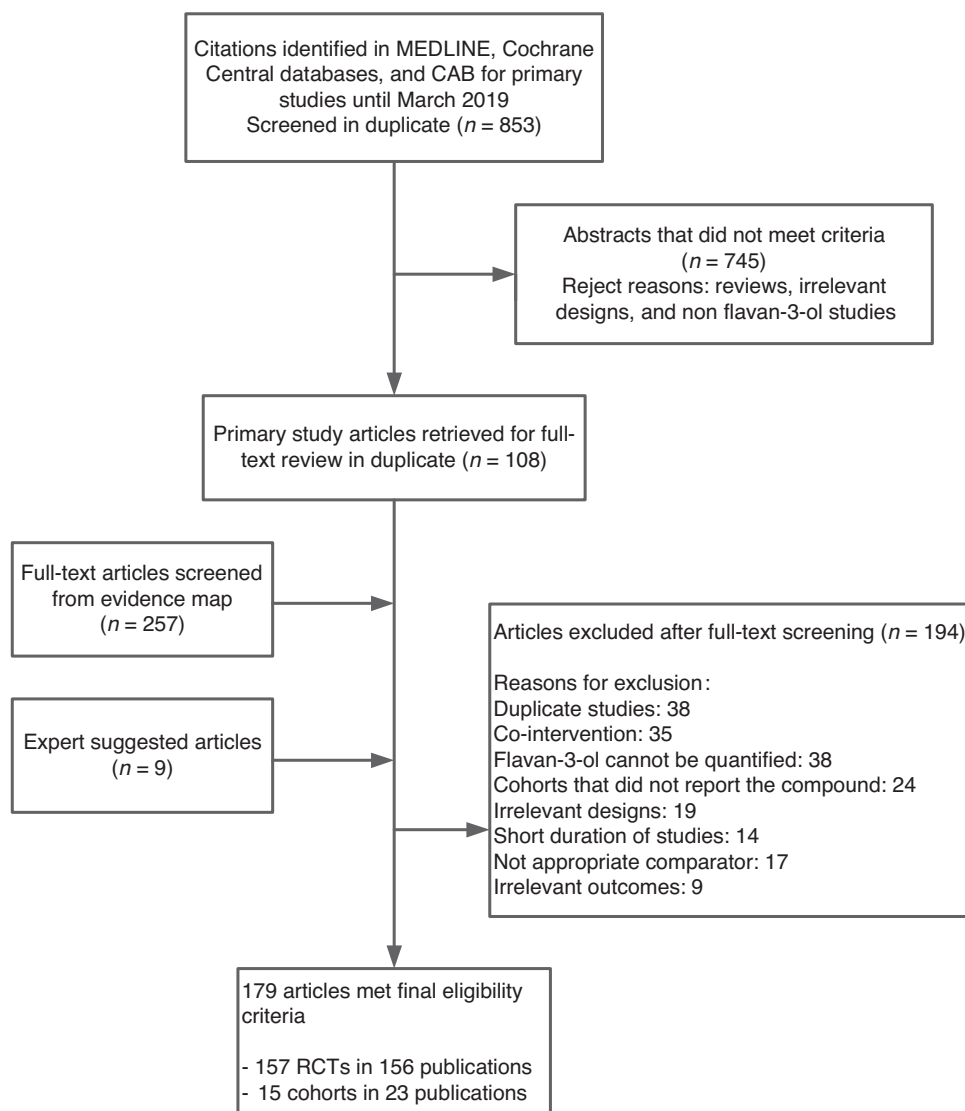 Citations identified in MEDLINE, Cochrane
Central databases, and CAB for primary
studies until March 2019
Screened in duplicate (n = 853)
Abstracts that did not meet criteria
(n = 745)
Reject reasons: reviews, irrelevant
designs, and non flavan-3-ol studies
Primary study articles retrieved for full-
text review in duplicate (n = 108)
Full-text articles screened
from evidence map
(n = 257)
Expert suggested articles
(n = 9)
Articles excluded after full-text screening (n = 194)
Reasons for exclusion:
Duplicate studies: 38
Co-intervention: 35
Flavan-3-ol cannot be quantified: 38
Cohorts that did not report the compound: 24
Irrelevant designs: 19
Short duration of studies: 14
Not appropriate comparator: 17
Irrelevant outcomes: 9
179 articles met final eligibility
criteria
- 157 RCTs in 156 publications
- 15 cohorts in 23 publications